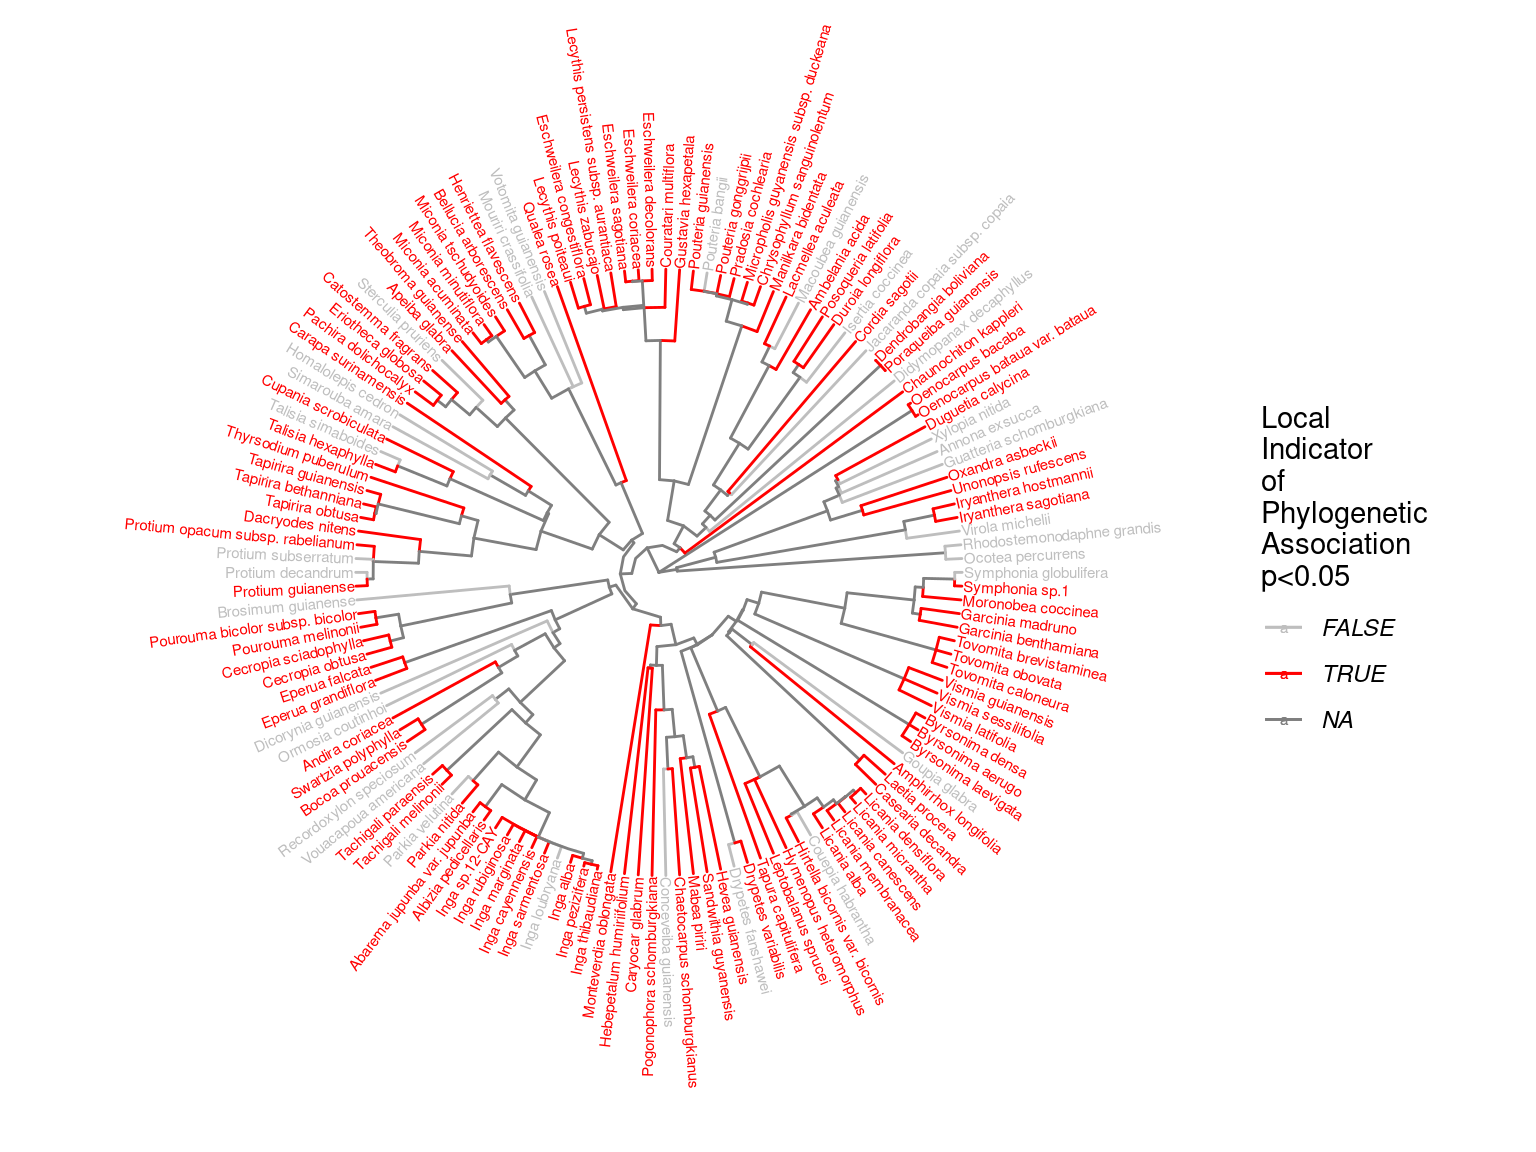 Lecythis persistens subsp. aurantiaca
Eschweilera sagotiana
Eschweilera coriacea
Eschweilera decolorans
Couratari multiflora
Gustavia hexapetala
Pouteria guianensis
Pouteria bangii
Pouteria gonggrijpii
Pradosia cochlearia
Micropholis guyanensis subsp. duckeana
Chrysophyllum sanguinolentum
Manilkara bidentata
Lacmellea aculeata
Macoubea guianensis
Ambelania acida
Posoqueria latifolia
Duroia longiflora
Isertia coccinea
Cordia sagotii
Jacaranda copaia subsp. copaia
Dendrobangia boliviana
Poraqueiba guianensis
Didymopanax decaphyllus
Chaunochiton kappleri
Oenocarpus bacaba
Oenocarpus bataua var. bataua
Duguetia calycina
Xylopia nitida
Annona exsucca
Guatteria schomburgkiana
Oxandra asbeckii
Unonopsis rufescens
Iryanthera hostmannii
Iryanthera sagotiana
Virola michelii
Rhodostemonodaphne grandis
Ocotea percurrens
Symphonia globulifera
Symphonia sp.1
Moronobea coccinea
Garcinia madruno
Garcinia benthamiana
Tovomita brevistaminea
Tovomita obovata
Tovomita caloneura
Vismia guianensis
Vismia sessilifolia
Vismia latifolia
Byrsonima densa
Byrsonima aerugo
Byrsonima laevigata
Goupia glabra
Amphirrhox longifolia
Laetia procera
Casearia decandra
Licania densiflora
Licania micrantha
Licania canescens
Licania membranacea
Licania alba
Couepia habrantha
Hirtella bicornis var. bicornis
Hymenopus heteromorphus
Leptobalanus sprucei
Tapura capitulifera
Drypetes variabilis
Drypetes fanshawei
Hevea guianensis
Sandwithia guyanensis
Mabea piriri
Chaetocarpus schomburgkianus
Conceveiba guianensis
Pogonophora schomburgkiana
Caryocar glabrum
Hebepetalum humiriifolium
Monteverdia oblongata
Inga thibaudiana
Inga pezizifera
Inga alba
Inga loubryana
Inga sarmentosa
Inga cayennensis
Inga marginata
Inga rubiginosa
Inga sp.12-CAY
Albizia pedicellaris
Abarema jupunba var. jupunba
Parkia nitida
Parkia velutina
Tachigali melinonii
Tachigali paraensis
Vouacapoua americana
Recordoxylon speciosum
Bocoa prouacensis
Swartzia polyphylla
Andira coriacea
Ormosia coutinhoi
Dicorynia guianensis
Eperua grandiflora
Eperua falcata
Cecropia obtusa
Cecropia sciadophylla
Pourouma melinonii
Pourouma bicolor subsp. bicolor
Brosimum guianense
Protium guianense
Protium decandrum
Protium subserratum
Protium opacum subsp. rabelianum
Dacryodes nitens
Tapirira obtusa
Tapirira bethanniana
Tapirira guianensis
Thyrsodium puberulum
Talisia hexaphylla
Talisia simaboides
Cupania scrobiculata
Simarouba amara
Homalolepis cedron
Carapa surinamensis
Pachira dolichocalyx
Eriotheca globosa
Catostemma fragrans
Sterculia pruriens
Apeiba glabra
Theobroma guianense
Miconia acuminata
Miconia minutiflora
Miconia tschudyoides
Bellucia arborescens
Henriettea flavescens
Mouriri crassifolia
Votomita guianensis
Qualea rosea
Lecythis poiteaui
Eschweilera congestiflora
Lecythis zabucajo
Local
Indicator
of
Phylogenetic
Association
p<0.05
a FALSE
a TRUE
a NA